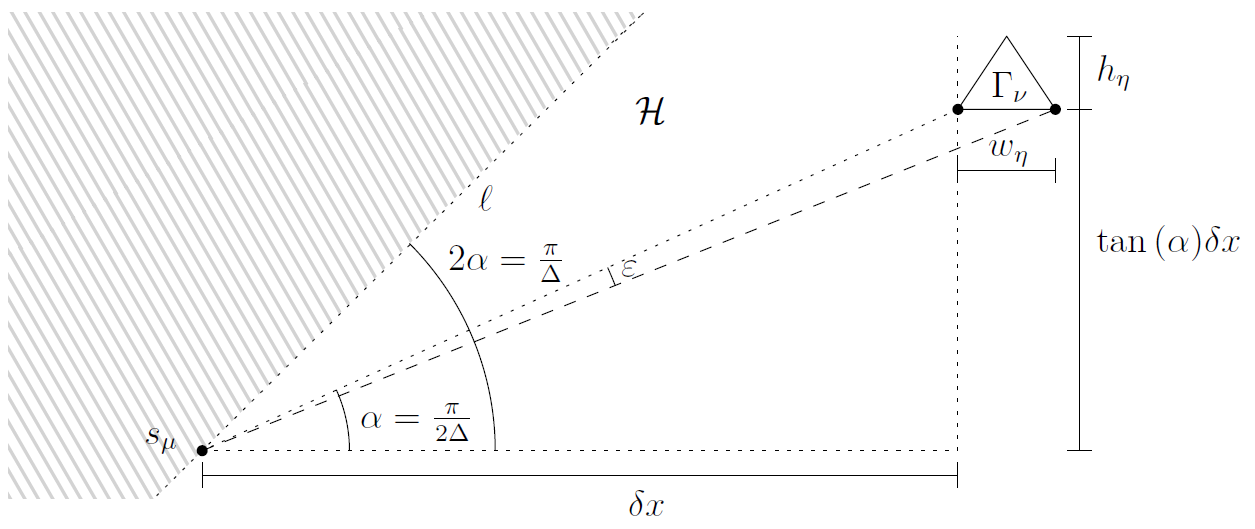 h_η
Γ_ν
ℋ
w_η
ℓ
tan (α)δx
2α = π/Δ
ε
α = π/2Δ
s_μ
δx